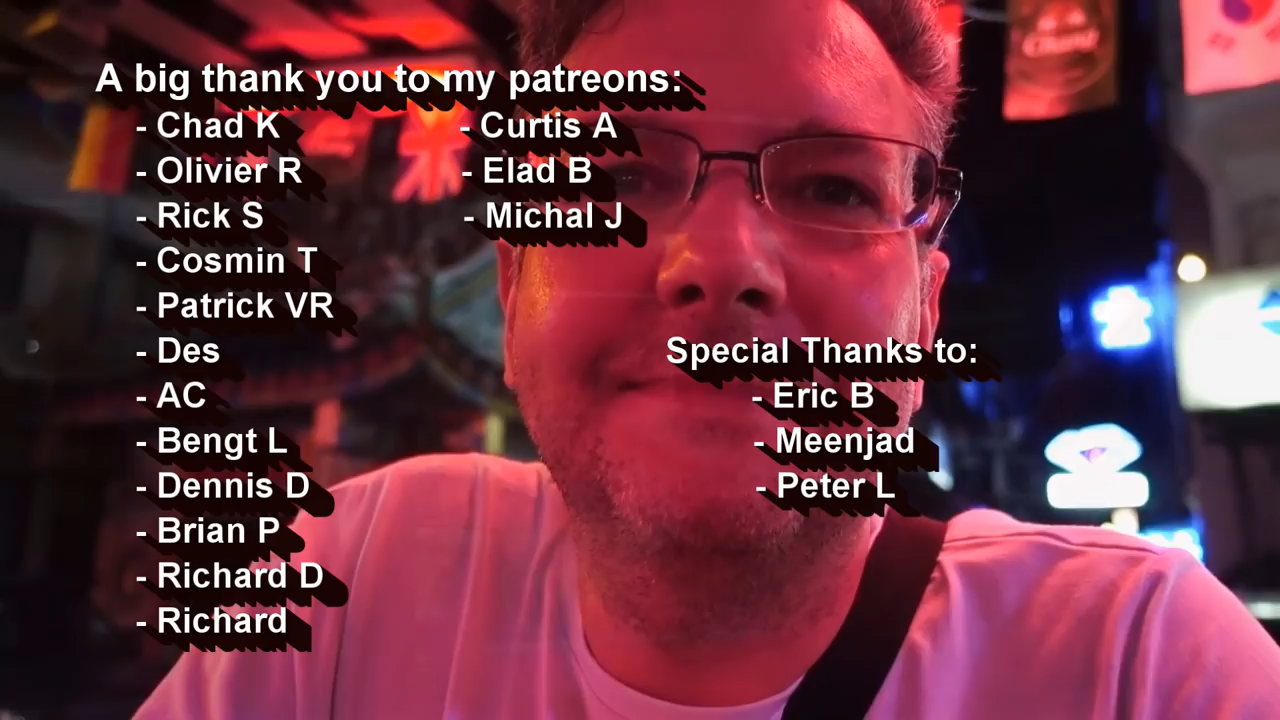 A big thank you to my patreons:
- Chad K
- Olivier R
- Rick S
- Cosmin T
- Patrick VR
- Des
- AC
- Bengt L
- Dennis D
- Brian P
- Richard D
- Richard
- Curtis A
- Elad B
- Michal J
Special Thanks to:
- Eric B
- Meenjad
- Peter L
Chang